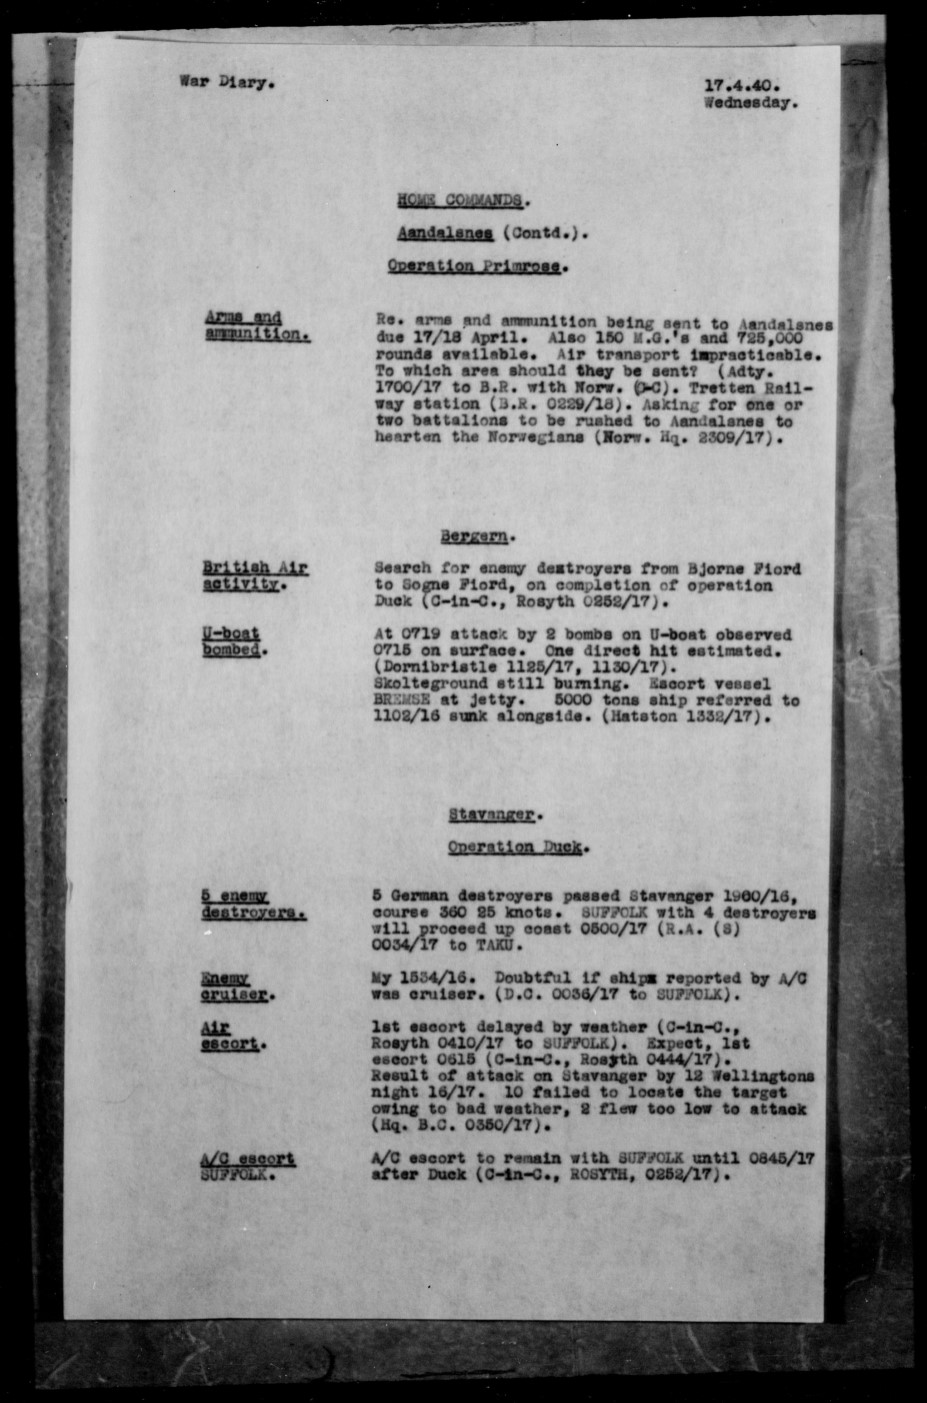 War Diary.
17.4.40.
Wednesday.
HOME COMMANDS.
Aandalsnes (Contd.).
Operation Primrose.
Arms and
ammunition.
Re. arms and ammunition being sent to Aandalsnes
due 17/18 April. Also 150 M.G.'s and 725,000
rounds available. Air transport impracticable.
To which area should they be sent? (Adty.
1700/17 to B.R. with Norw. Tretten Rail-
way station (B.R. 0229/18). Asking for one or
two battalions to be rushed to Aandalsnes to
hearten the Norwegians (Norw. Hq. 2309/17).
Bergern.
British Air
activity.
Search for enemy destroyers from Bjorne Fiord
to Sogne Fiord, on completion of operation
Duck (C-in-C., Rosyth 0252/17).
U-boat
bombed.
At 0719 attack by 2 bombs on U-boat observed
0715 on surface. One direct hit estimated.
(Dornibristle 1125/17, 1130/17).
Skolteground still burning. Escort vessel
BREMSE at jetty. 5000 tons ship referred to
1102/16 sunk alongside. (Hatston 1332/17).
Stavanger.
Operation Duck.
5 enemy
destroyers.
5 German destroyers passed Stavanger
course 360 25 knots. SUFFOLK with 4 destroyers
will proceed up coast 0500/17 (R.A. (S)
0034/17 to TAKU.
Enemy
cruiser.
My 1534/16. Doubtful if ships reported by A/C
was cruiser. (D.C. 0036/17 to SUFFOLK).
Air
escort.
1st escort delayed by weather (C-in-C.,
Rosyth 0410/17 to SUFFOLK). Expect, 1st
escort 0615 (C-in-C., Rosyth 0444/17).
Result of attack on Stavanger by 12 Wellingtons
night 16/17. 10 failed to locate the target
owing to bad weather, 2 flew too low to attack
(Hq. B.C. 0350/17).
A/C escort
SUFFOLK.
A/C escort to remain with SUFFOLK until 0845/17
after Duck (C-in-C., ROSYTH, 0252/17).